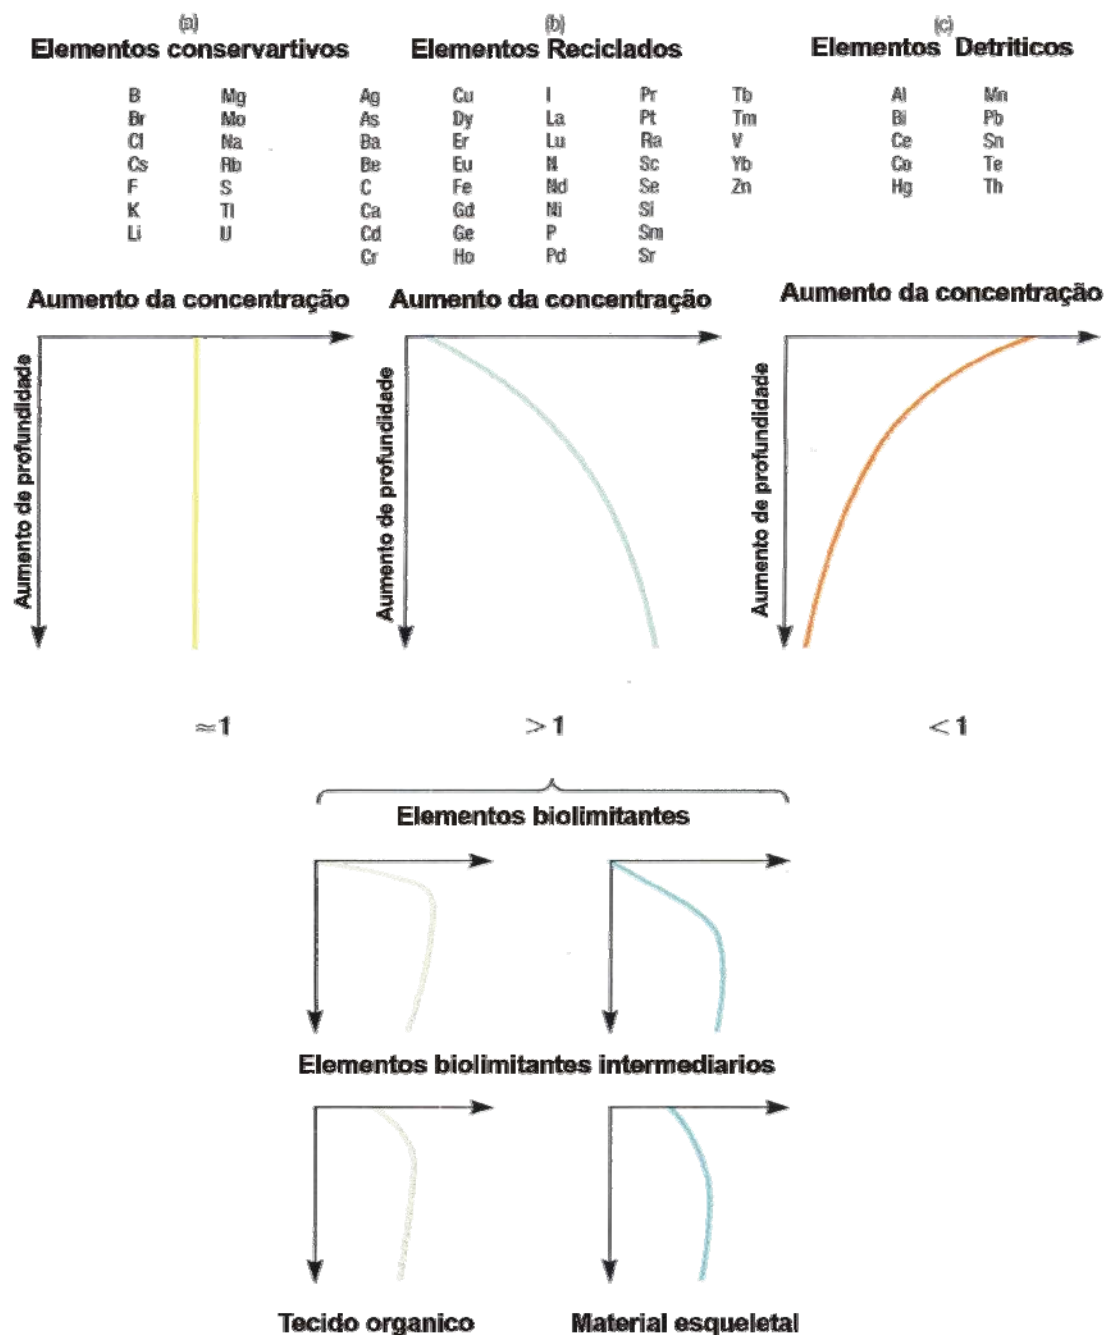 (a)
Elementos conservartivos
B Mg
Br Mo
Cl Na
Cs Rb
F S
K Tl
Li U
(b)
Elementos Reciclados
Ag Cu I Pr Tb
As Dy La Pt Tm
Ba Er Lu Ra V
Be Eu N Sc Yb
C Fe Nd Se Zn
Ca Gd Ni Si
Cd Ge P Sm
Cr Ho Pd Sr
(c)
Elementos Detriticos
Al Mn
Bi Pb
Ce Sn
Co Te
Hg Th
Aumento da concentração
Aumento de profundidade
Aumento da concentração
Aumento de profundidade
Aumento da concentração
Aumento de profundidade
≈1
>1
<1
Elementos biolimitantes
Elementos biolimitantes intermediarios
Tecido organico
Material esqueletal